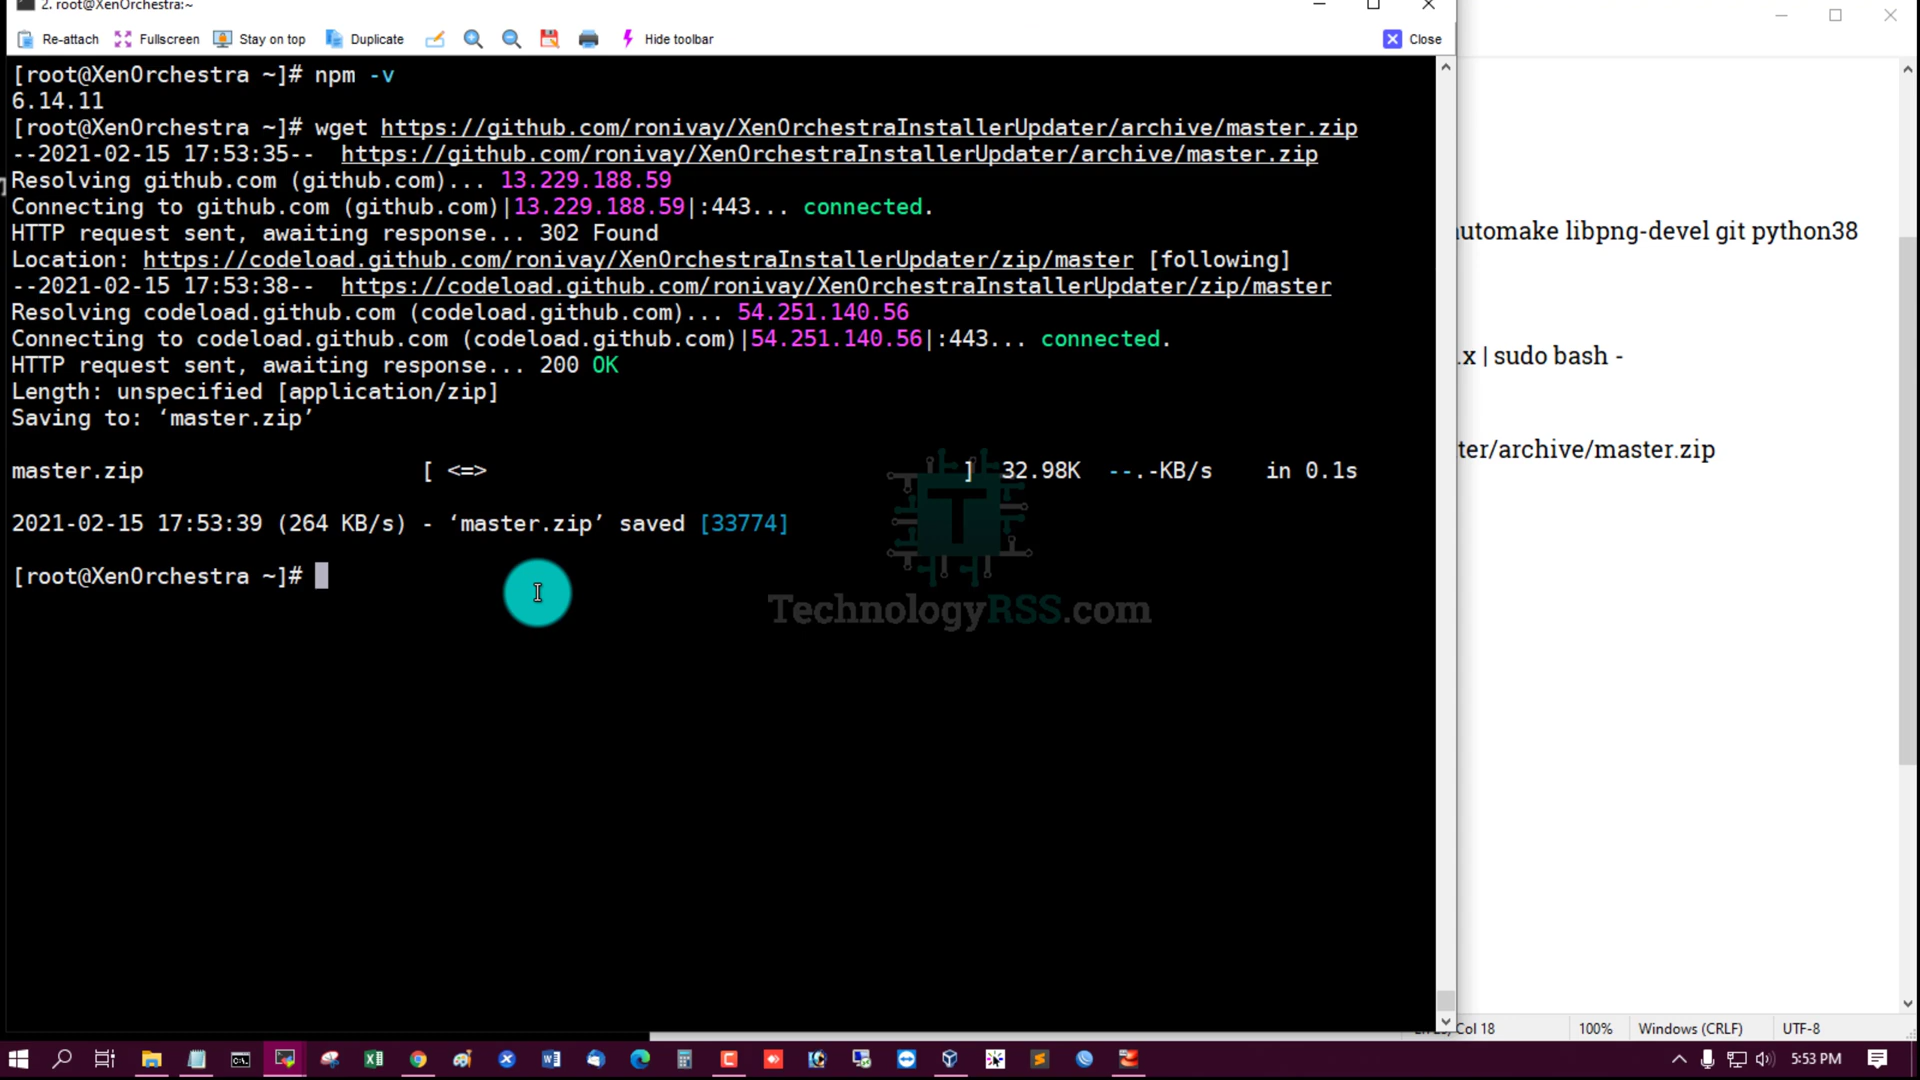 2. root@XenOrchestra:~
Re-attach Fullscreen Stay on top Duplicate Hide toolbar Close
[root@XenOrchestra ~]# npm -v
6.14.11
[root@XenOrchestra ~]# wget https://github.com/ronivay/XenOrchestraInstallerUpdater/archive/master.zip
--2021-02-15 17:53:35--  https://github.com/ronivay/XenOrchestraInstallerUpdater/archive/master.zip
Resolving github.com (github.com)... 13.229.188.59
Connecting to github.com (github.com)|13.229.188.59|:443... connected.
HTTP request sent, awaiting response... 302 Found
Location: https://codeload.github.com/ronivay/XenOrchestraInstallerUpdater/zip/master [following]
--2021-02-15 17:53:38--  https://codeload.github.com/ronivay/XenOrchestraInstallerUpdater/zip/master
Resolving codeload.github.com (codeload.github.com)... 54.251.140.56
Connecting to codeload.github.com (codeload.github.com)|54.251.140.56|:443... connected.
HTTP request sent, awaiting response... 200 OK
Length: unspecified [application/zip]
Saving to: ‘master.zip’
master.zip [ <=> ] 32.98K --.-KB/s in 0.1s
2021-02-15 17:53:39 (264 KB/s) - ‘master.zip’ saved [33774]
[root@XenOrchestra ~]#
TechnologyRSS.com
automake libpng-devel git python38
.x | sudo bash -
ter/archive/master.zip
Col 18 100% Windows (CRLF) UTF-8
5:53 PM